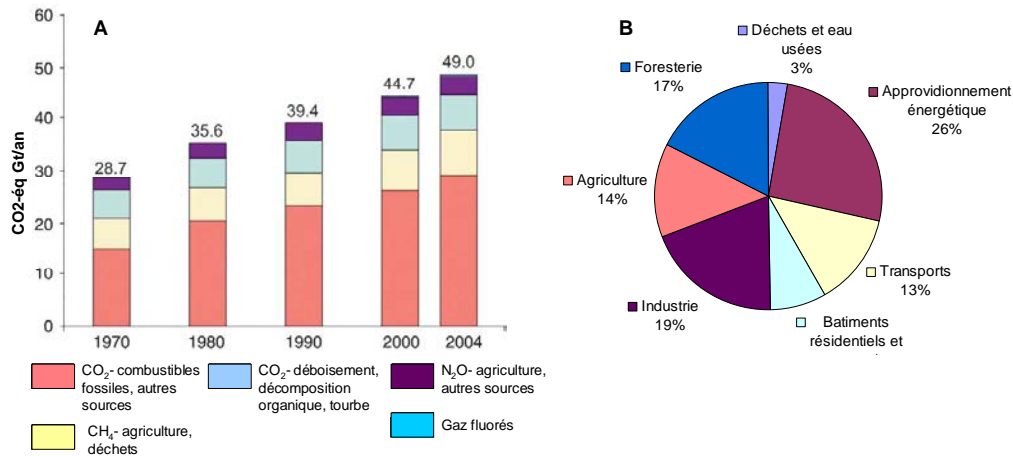 A
CO2-éq Gt/an
60
50
40
30
20
10
0
28.7
35.6
39.4
44.7
49.0
1970
1980
1990
2000
2004
CO₂- combustibles
fossiles, autres
sources
CH₄- agriculture,
déchets
CO₂- déboisement,
décomposition
organique, tourbe
N₂O- agriculture,
autres sources
Gaz fluorés
B
Déchets et eau
usées
3%
Approvidionnement
énergétique
26%
Transports
13%
Batiments
résidentiels et
Industrie
19%
Agriculture
14%
Foresterie
17%